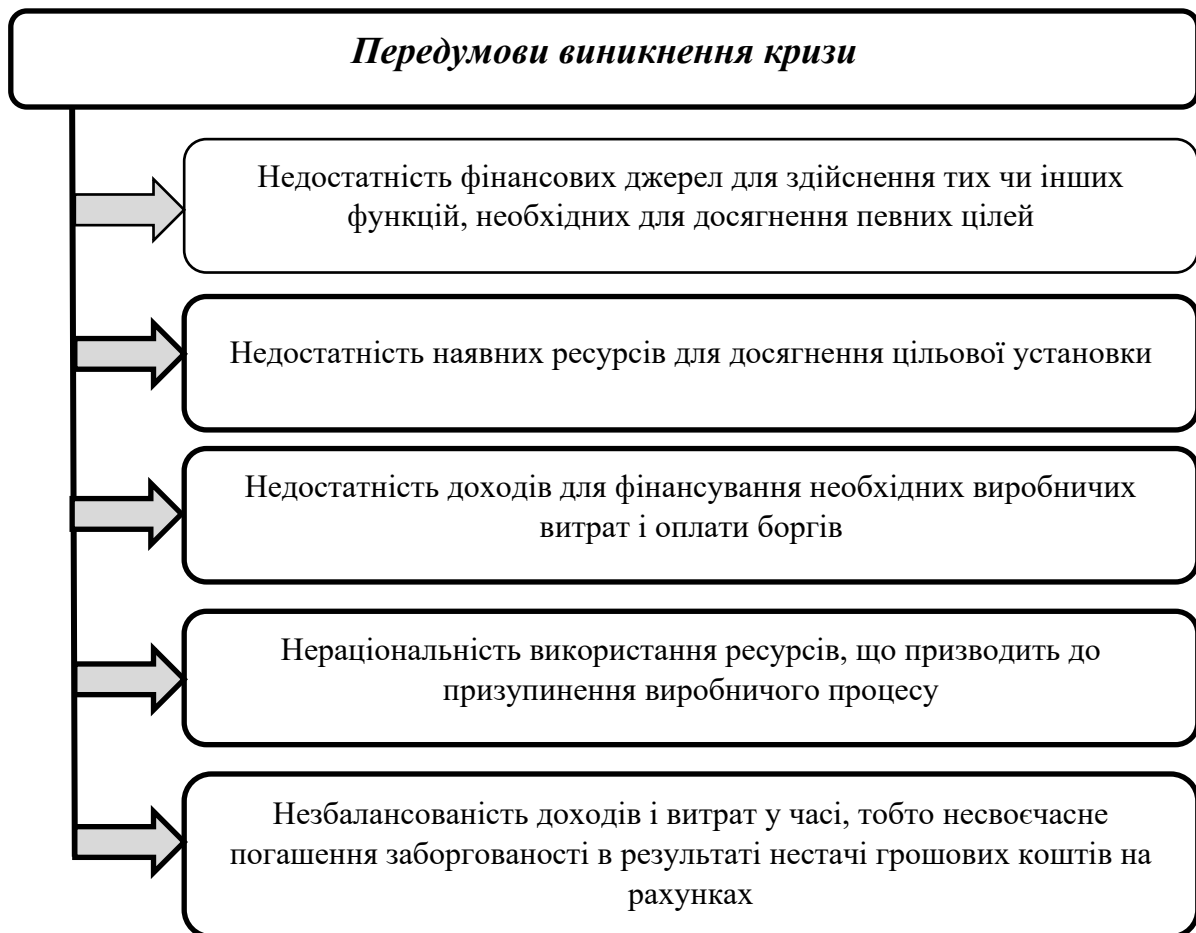 Передумови виникнення кризи
Недостатність фінансових джерел для здійснення тих чи інших
функцій, необхідних для досягнення певних цілей
Недостатність наявних ресурсів для досягнення цільової установки
Недостатність доходів для фінансування необхідних виробничих
витрат і оплати боргів
Нераціональність використання ресурсів, що призводить до
призупинення виробничого процесу
Незбалансованість доходів і витрат у часі, тобто несвоєчасне
погашення заборгованості в результаті нестачі грошових коштів на
рахунках